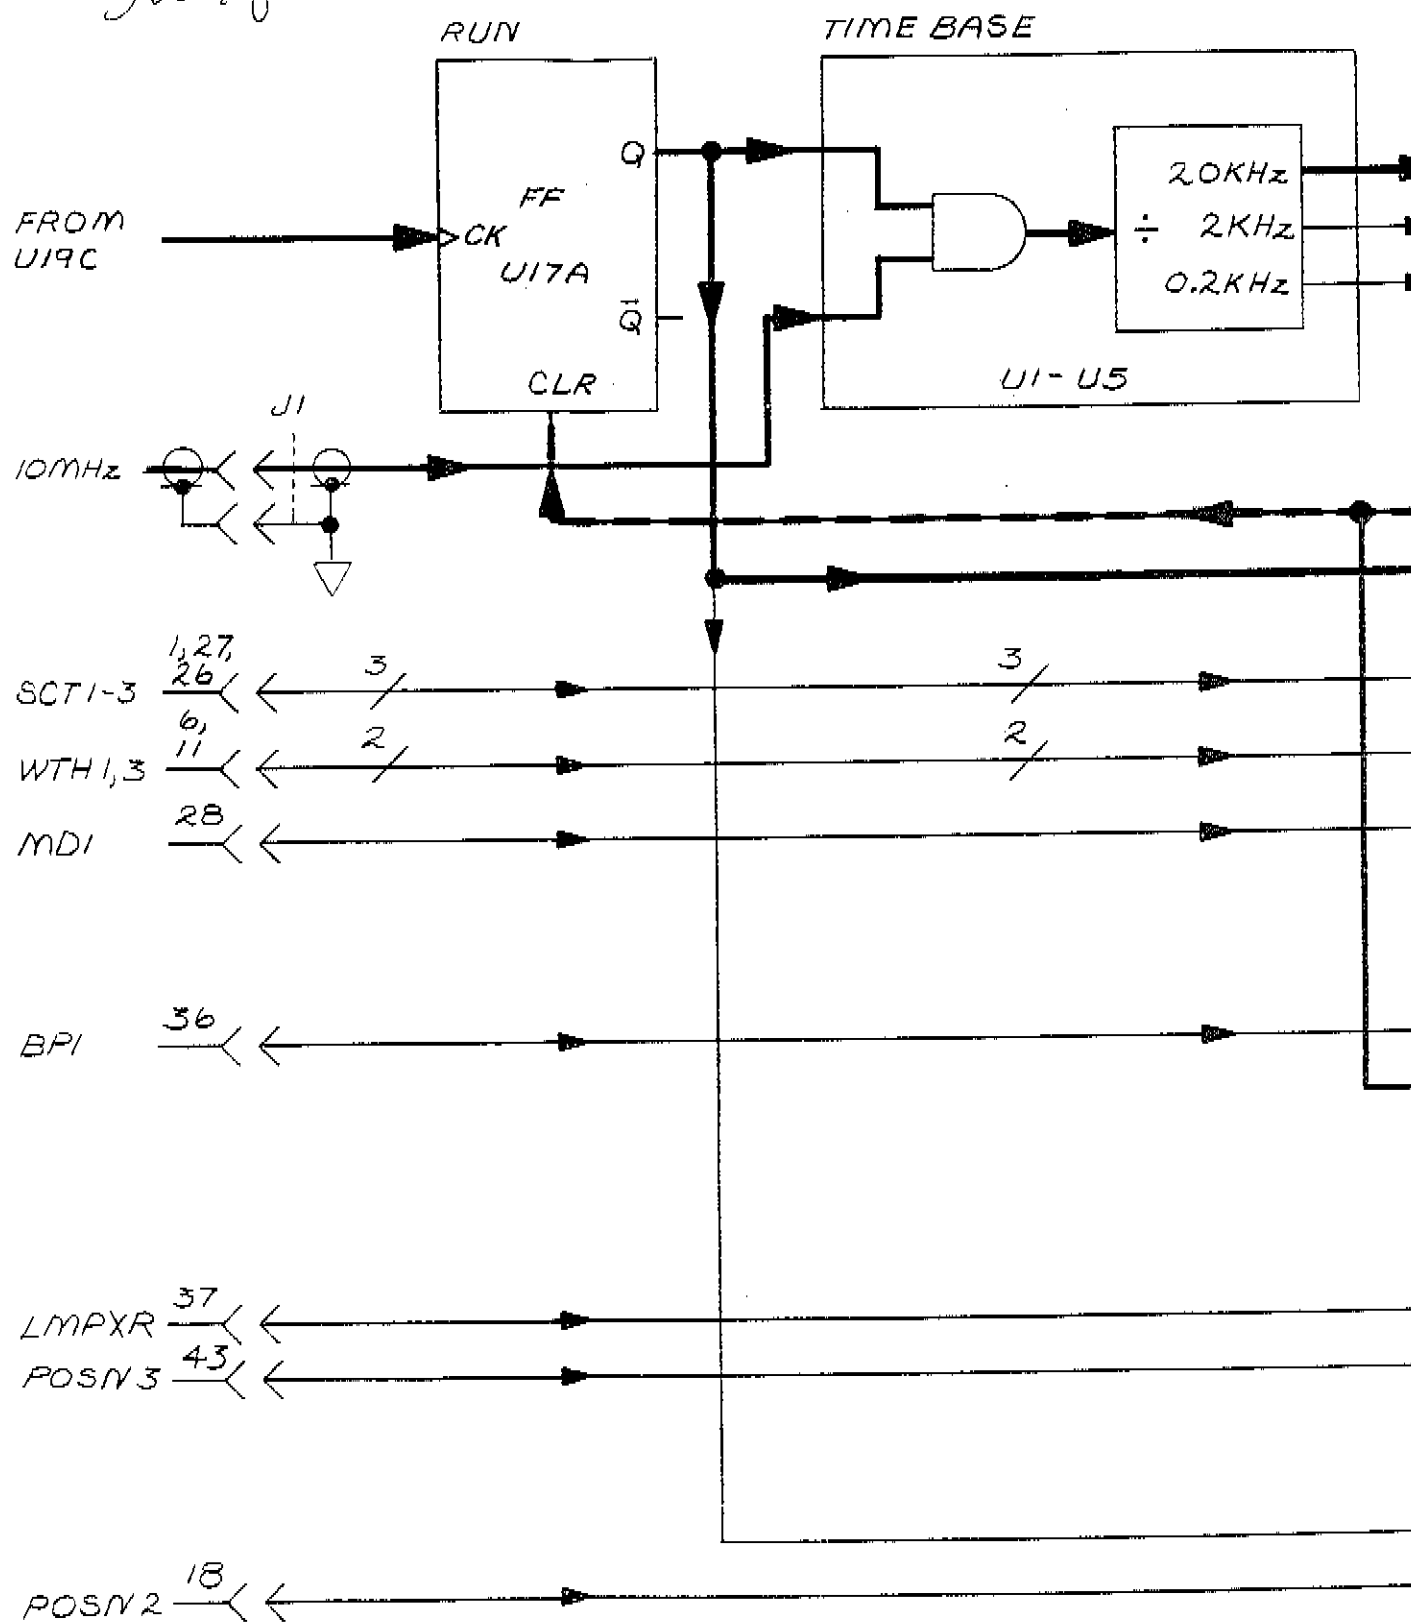 RUN
TIME BASE
Q
20KHz
FF
FROM
U19C
CK
÷
2KHz
U17A
0.2KHz
Q̅
CLR
U1-U5
J1
10MHz
1,27,
26
3
3
SCT1-3
6,
11
2
2
WTH1,3
28
MD1
36
BP1
37
LMPXR
43
POSN3
18
POSN2